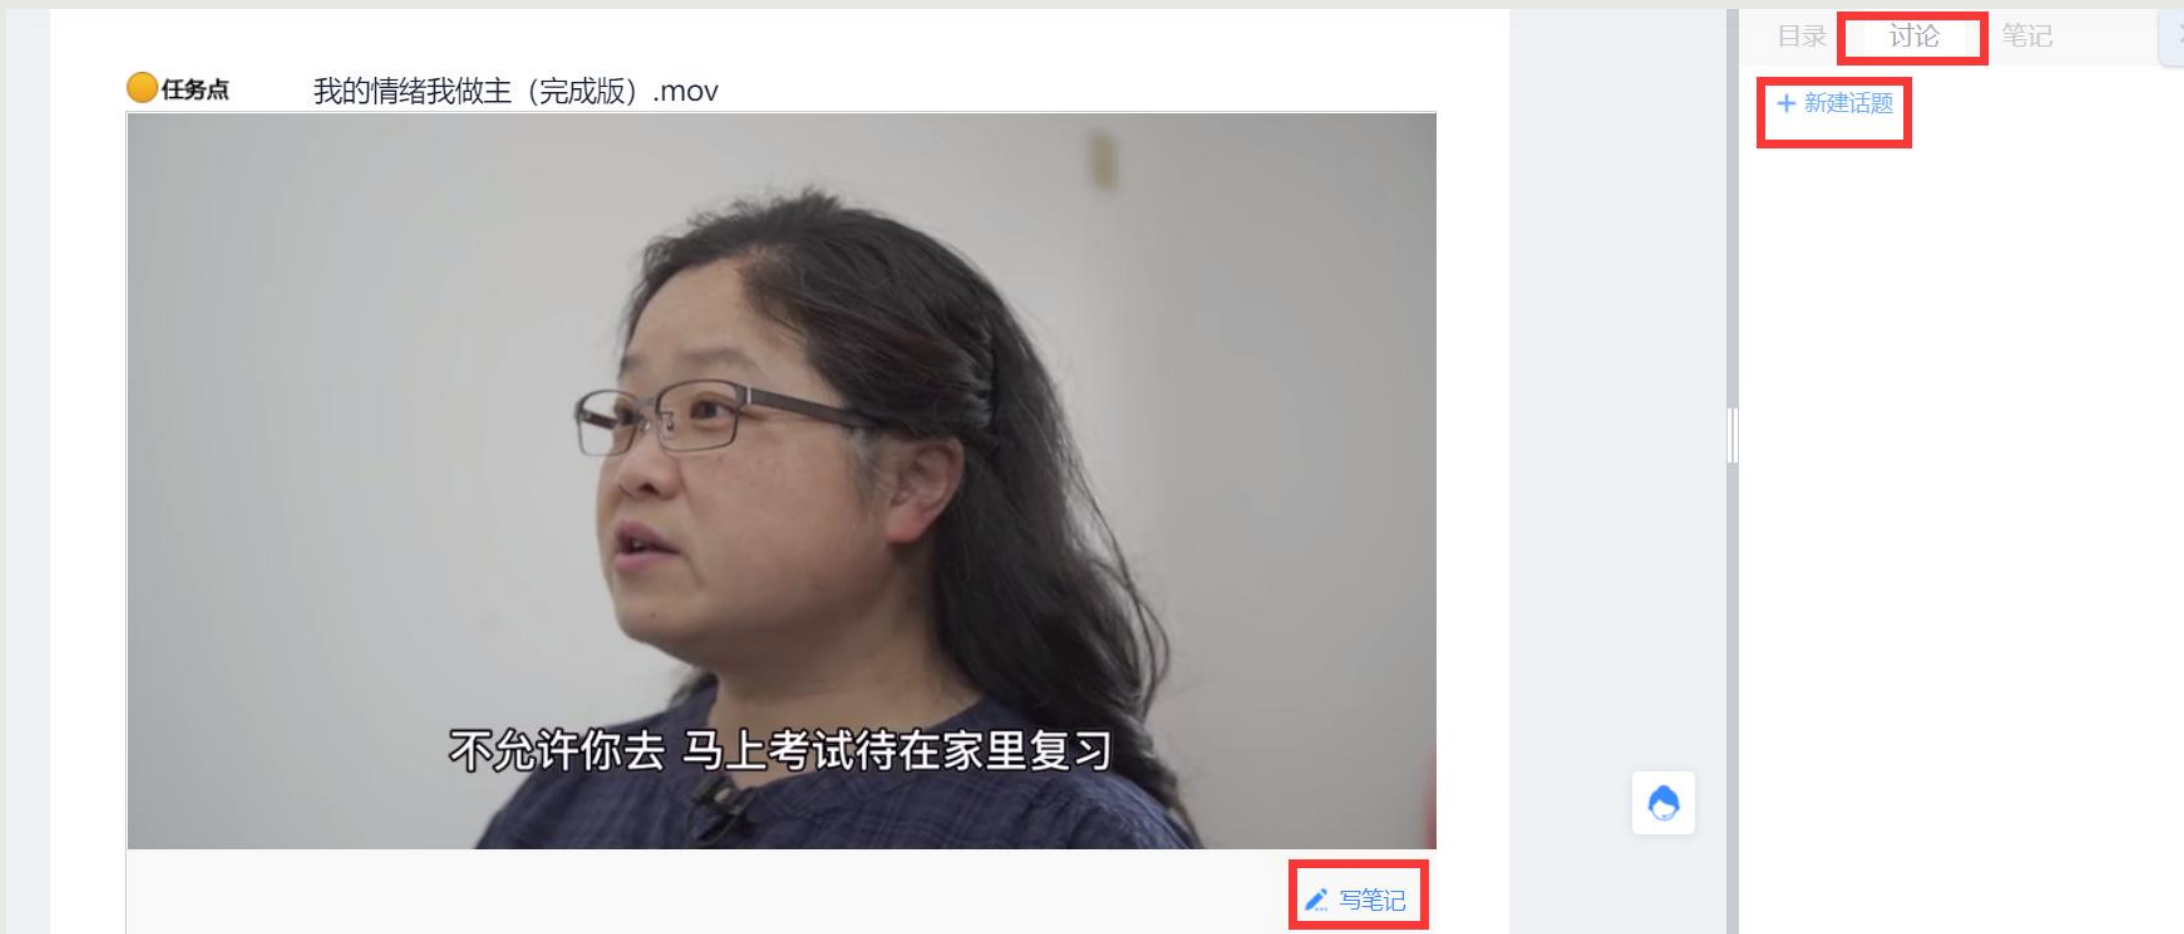 目录 讨论 笔记
任务点 我的情绪我做主（完成版）.mov
+ 新建话题
不允许你去 马上考试待在家里复习
写笔记